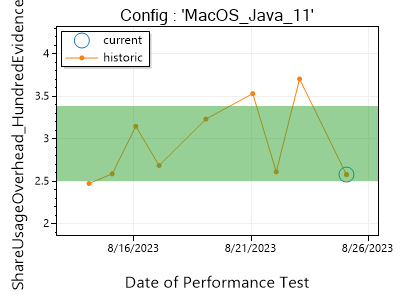 Config : 'MacOS_Java_11'
current
historic
ShareUsageOverhead_HundredEvidence
4
3.5
3
2.5
2
8/16/2023
8/21/2023
8/26/2023
Date of Performance Test